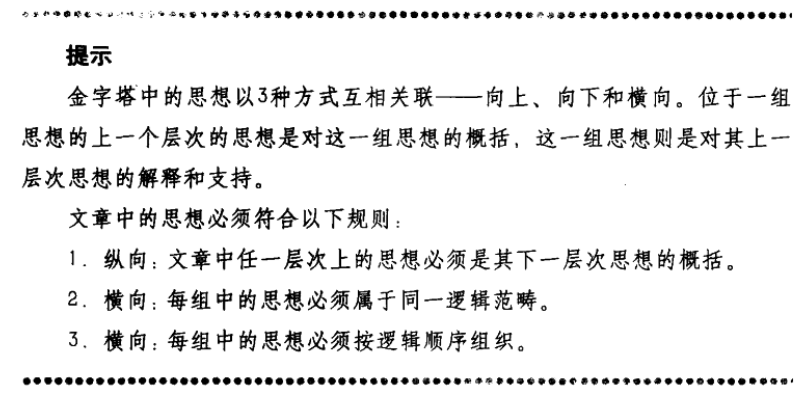 提示
金字塔中的思想以3种方式互相关联——向上、向下和横向。位于一组
思想的上一个层次的思想是对这一组思想的概括，这一组思想则是对其上一
层次思想的解释和支持。
文章中的思想必须符合以下规则：
1. 纵向：文章中任一层次上的思想必须是其下一层次思想的概括。
2. 横向：每组中的思想必须属于同一逻辑范畴。
3. 横向：每组中的思想必须按逻辑顺序组织。